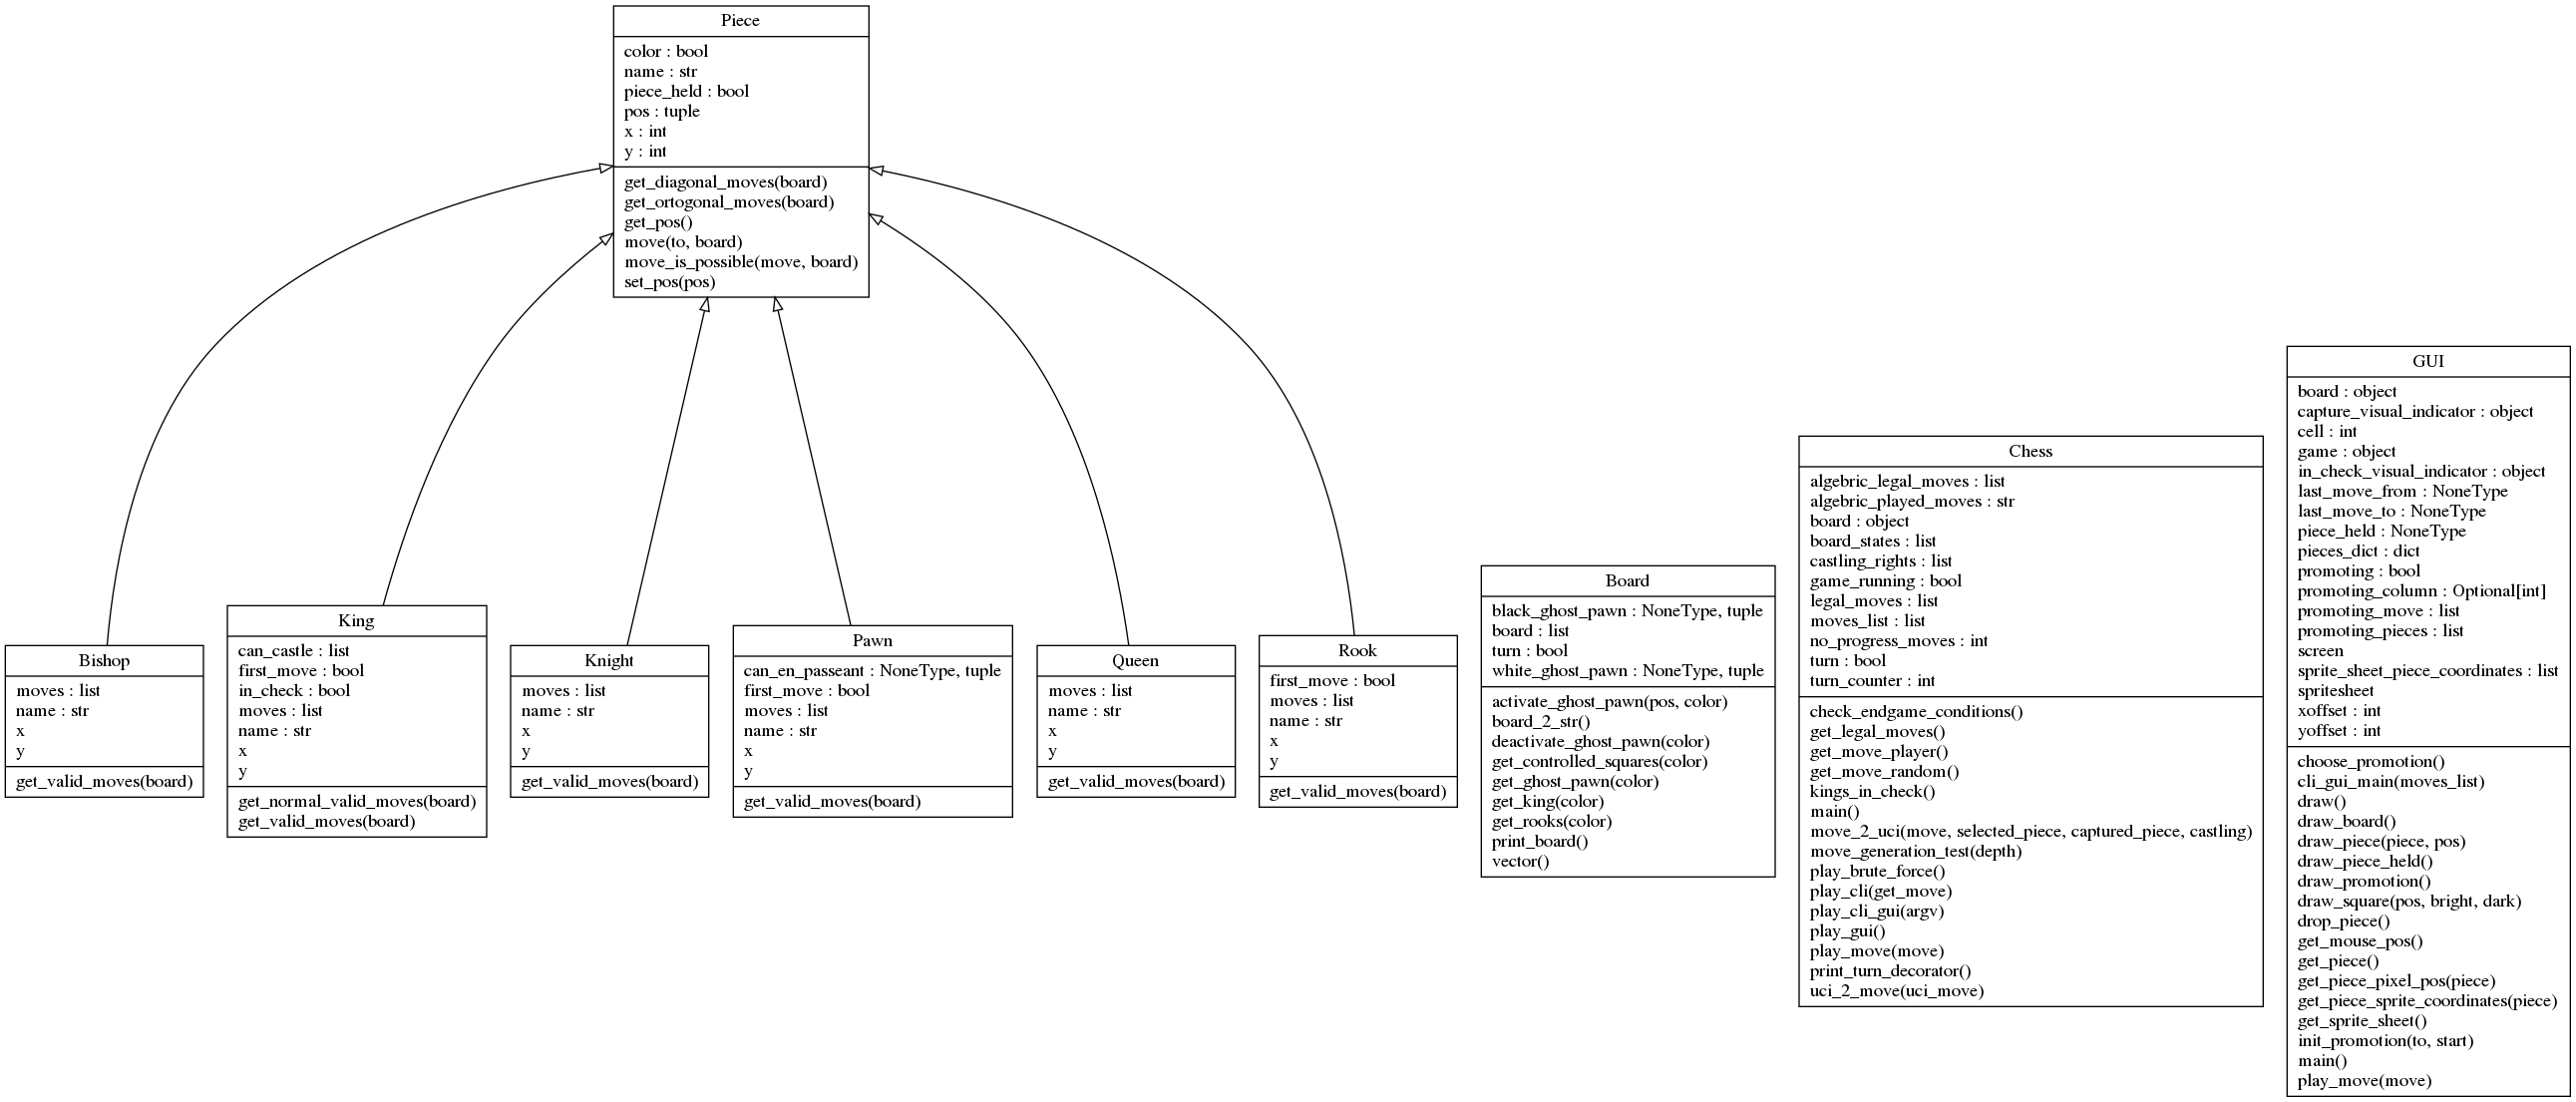 Piece
color : bool
name : str
piece_held : bool
pos : tuple
x : int
y : int
get_diagonal_moves(board)
get_ortogonal_moves(board)
get_pos()
move(to, board)
move_is_possible(move, board)
set_pos(pos)
Bishop
moves : list
name : str
x
y
get_valid_moves(board)
King
can_castle : list
first_move : bool
in_check : bool
moves : list
name : str
x
y
get_normal_valid_moves(board)
get_valid_moves(board)
Knight
moves : list
name : str
x
y
get_valid_moves(board)
Pawn
can_en_passeant : NoneType, tuple
first_move : bool
moves : list
name : str
x
y
get_valid_moves(board)
Queen
moves : list
name : str
x
y
get_valid_moves(board)
Rook
first_move : bool
moves : list
name : str
x
y
get_valid_moves(board)
Board
black_ghost_pawn : NoneType, tuple
board : list
turn : bool
white_ghost_pawn : NoneType, tuple
activate_ghost_pawn(pos, color)
board_2_str()
deactivate_ghost_pawn(color)
get_controlled_squares(color)
get_ghost_pawn(color)
get_king(color)
get_rooks(color)
print_board()
vector()
Chess
algebric_legal_moves : list
algebric_played_moves : str
board : object
board_states : list
castling_rights : list
game_running : bool
legal_moves : list
moves_list : list
no_progress_moves : int
turn : bool
turn_counter : int
check_endgame_conditions()
get_legal_moves()
get_move_player()
get_move_random()
kings_in_check()
main()
move_2_uci(move, selected_piece, captured_piece, castling)
move_generation_test(depth)
play_brute_force()
play_cli(get_move)
play_cli_gui(argv)
play_gui()
play_move(move)
print_turn_decorator()
uci_2_move(uci_move)
GUI
board : object
capture_visual_indicator : object
cell : int
game : object
in_check_visual_indicator : object
last_move_from : NoneType
last_move_to : NoneType
piece_held : NoneType
pieces_dict : dict
promoting : bool
promoting_column : Optional[int]
promoting_move : list
promoting_pieces : list
screen
sprite_sheet_piece_coordinates : list
spritesheet
xoffset : int
yoffset : int
choose_promotion()
cli_gui_main(moves_list)
draw()
draw_board()
draw_piece(piece, pos)
draw_piece_held()
draw_promotion()
draw_square(pos, bright, dark)
drop_piece()
get_mouse_pos()
get_piece()
get_piece_pixel_pos(piece)
get_piece_sprite_coordinates(piece)
get_sprite_sheet()
init_promotion(to, start)
main()
play_move(move)